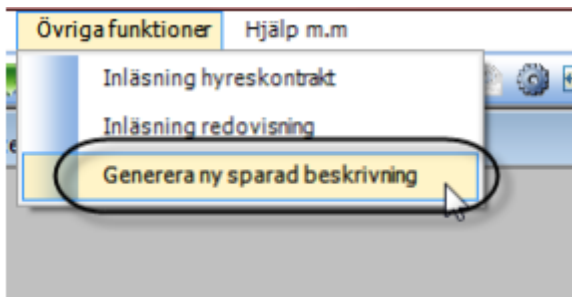 Övriga funktioner Hjälp m.m
Inläsning hyreskontrakt
Inläsning redovisning
Generera ny sparad beskrivning